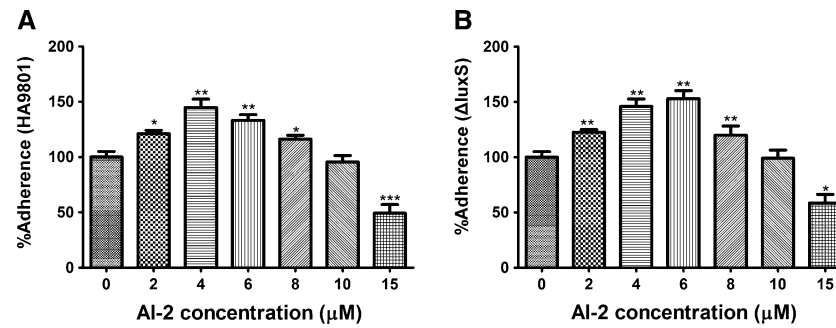 A
%Adherence (HA9801)
200
150
100
50
0
*
**
**
*
***
0 2 4 6 8 10 15
AI-2 concentration (μM)
B
%Adherence (ΔluxS)
200
150
100
50
0
**
**
**
**
*
0 2 4 6 8 10 15
AI-2 concentration (μM)